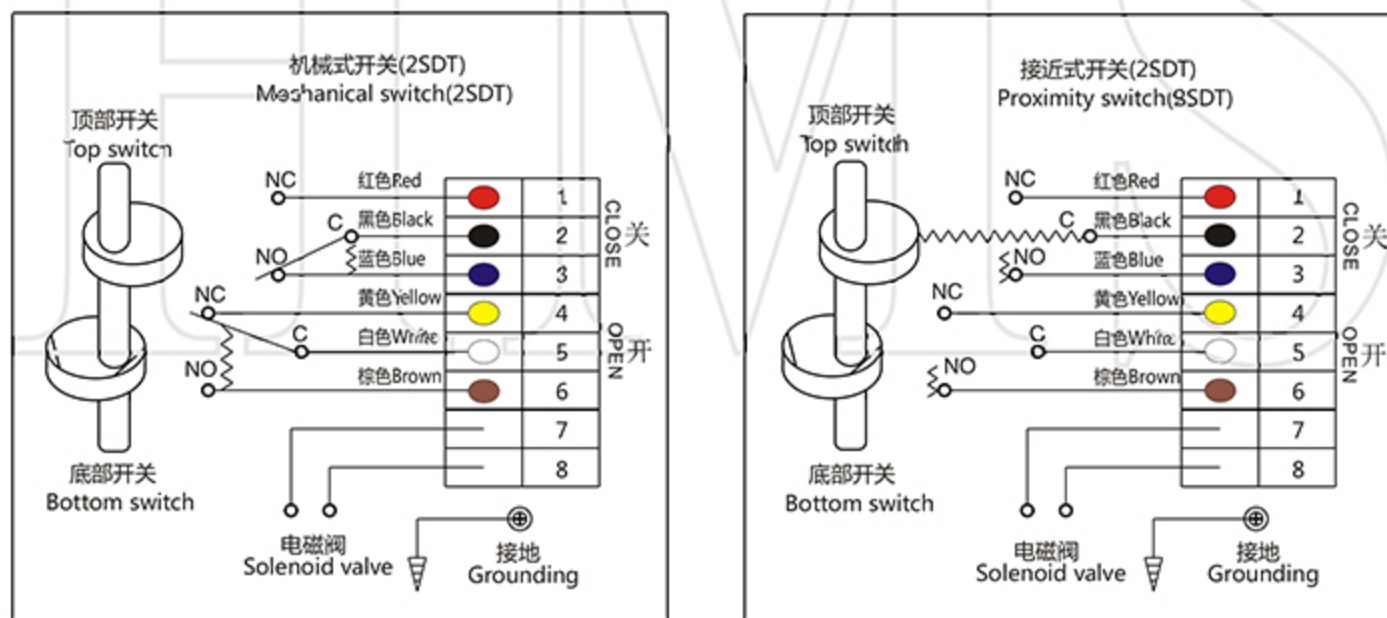 机械式开关(2SDT)
Mechanical switch(2SDT)
顶部开关
Top switch
NC
红色Red
1
C
黑色Black
2
NO
蓝色Blue
3
CLOSE 关
NC
黄色Yellow
4
C
白色White
5
NO
棕色Brown
6
OPEN 开
7
8
底部开关
Bottom switch
电磁阀
Solenoid valve
接地
Grounding
接近式开关(2SDT)
Proximity switch(8SDT)
顶部开关
Top switch
NC
红色Red
1
C
黑色Black
2
NO
蓝色Blue
3
CLOSE 关
NC
黄色Yellow
4
C
白色White
5
NO
棕色Brown
6
OPEN 开
7
8
底部开关
Bottom switch
电磁阀
Solenoid valve
接地
Grounding